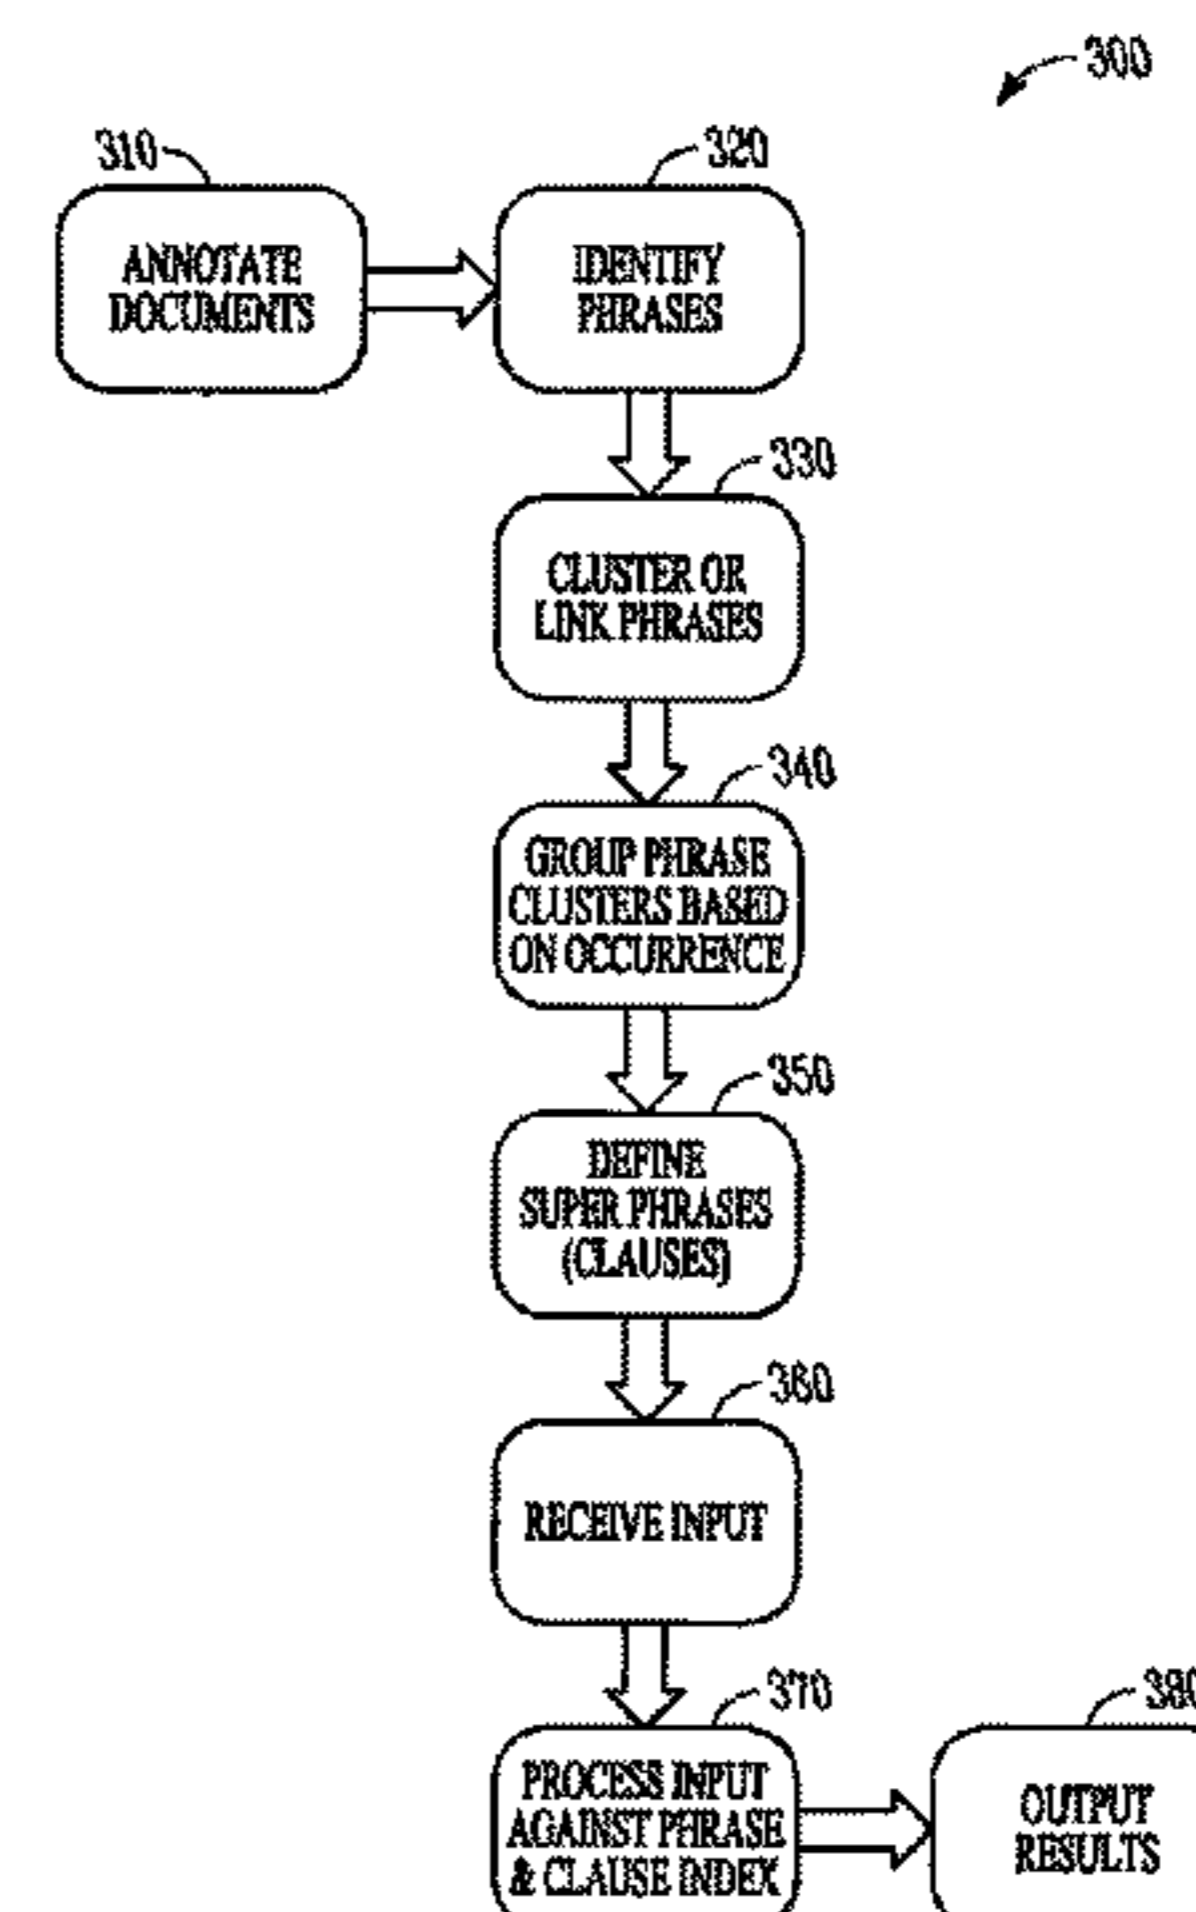 300
310
320
ANNOTATE
DOCUMENTS
IDENTIFY
PHRASES
330
CLUSTER OR
LINK PHRASES
340
GROUP PHRASE
CLUSTERS BASED
ON OCCURRENCE
350
DEFINE
SUPER PHRASES
(CLAUSES)
360
RECEIVE INPUT
370
380
PROCESS INPUT
AGAINST PHRASE
& CLAUSE INDEX
OUTPUT
RESULTS